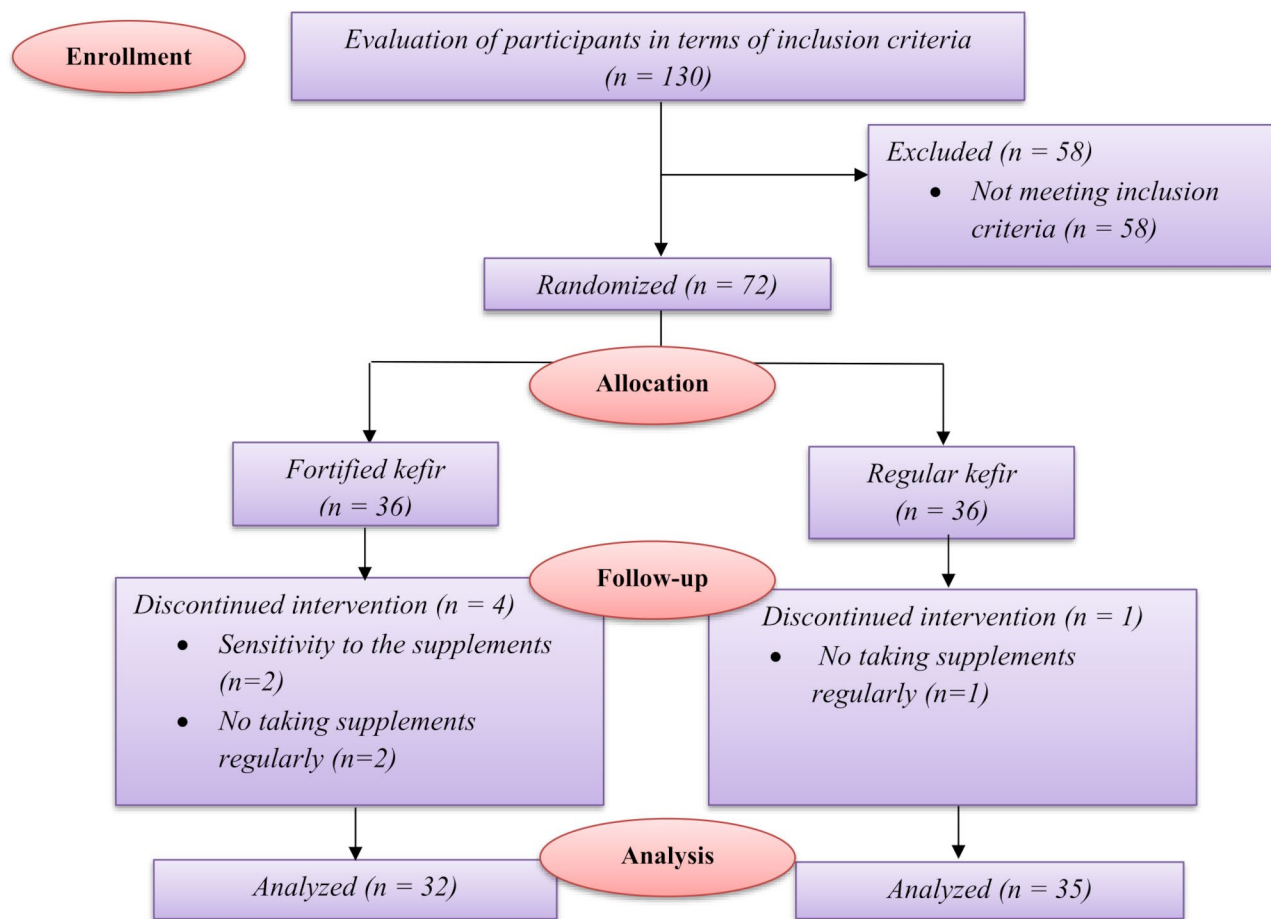 Enrollment
Evaluation of participants in terms of inclusion criteria
(n = 130)
Excluded (n = 58)
• Not meeting inclusion
criteria (n = 58)
Randomized (n = 72)
Allocation
Fortified kefir
(n = 36)
Regular kefir
(n = 36)
Follow-up
Discontinued intervention (n = 4)
• Sensitivity to the supplements
(n=2)
• No taking supplements
regularly (n=2)
Discontinued intervention (n = 1)
• No taking supplements
regularly (n=1)
Analysis
Analyzed (n = 32)
Analyzed (n = 35)